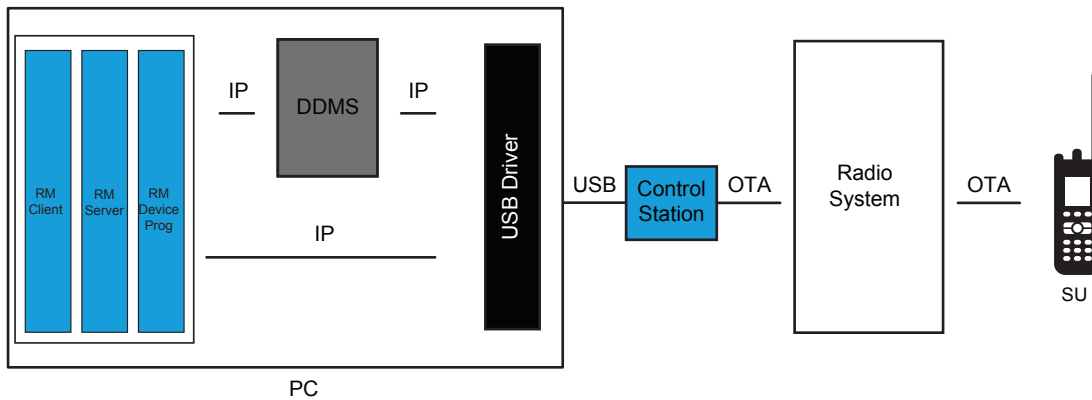 RM
Client
RM
Server
RM
Device
Prog
IP
DDMS
IP
IP
USB Driver
USB
Control
Station
OTA
Radio
System
OTA
SU
PC